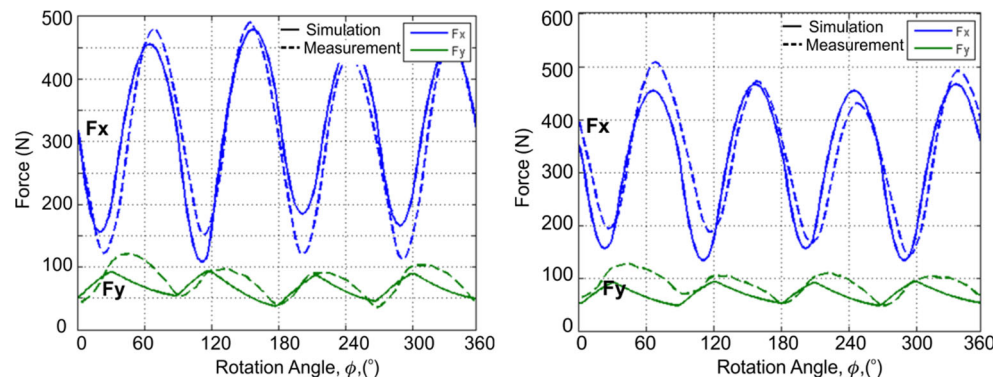 500
400
300
250
200
100
50
0
Force (N)
Simulation
Measurement
Fx
Fy
Fx
Fy
0 60 120 180 240 300 360
Rotation Angle, ϕ,(°)
600
500
400
300
200
100
0
Force (N)
Simulation
Measurement
Fx
Fy
Fx
Fy
0 60 120 180 240 300 360
Rotation Angle, ϕ,(°)